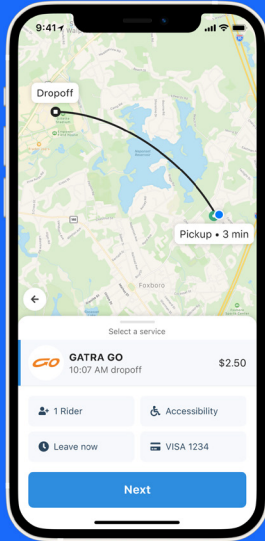 9:41
Dropoff
Pickup • 3 min
Foxboro
Select a service
GO
GATRA GO
10:07 AM dropoff
$2.50
1 Rider
Accessibility
Leave now
VISA 1234
Next